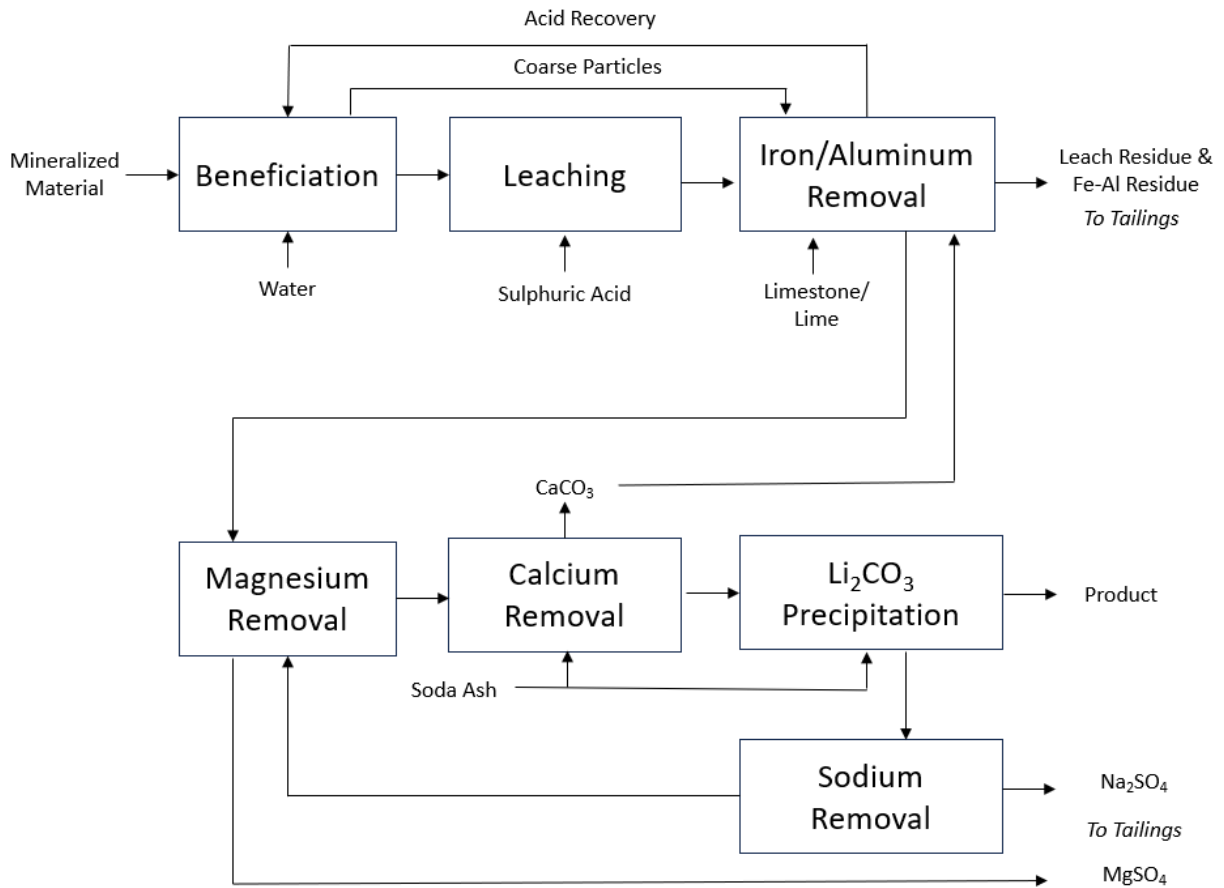 Acid Recovery
Coarse Particles
Mineralized
Material
Beneficiation
Leaching
Iron/Aluminum
Removal
Leach Residue &
Fe-Al Residue
To Tailings
Water
Sulphuric Acid
Limestone/
Lime
CaCO₃
Magnesium
Removal
Calcium
Removal
Li₂CO₃
Precipitation
Product
Soda Ash
Sodium
Removal
Na₂SO₄
To Tailings
MgSO₄